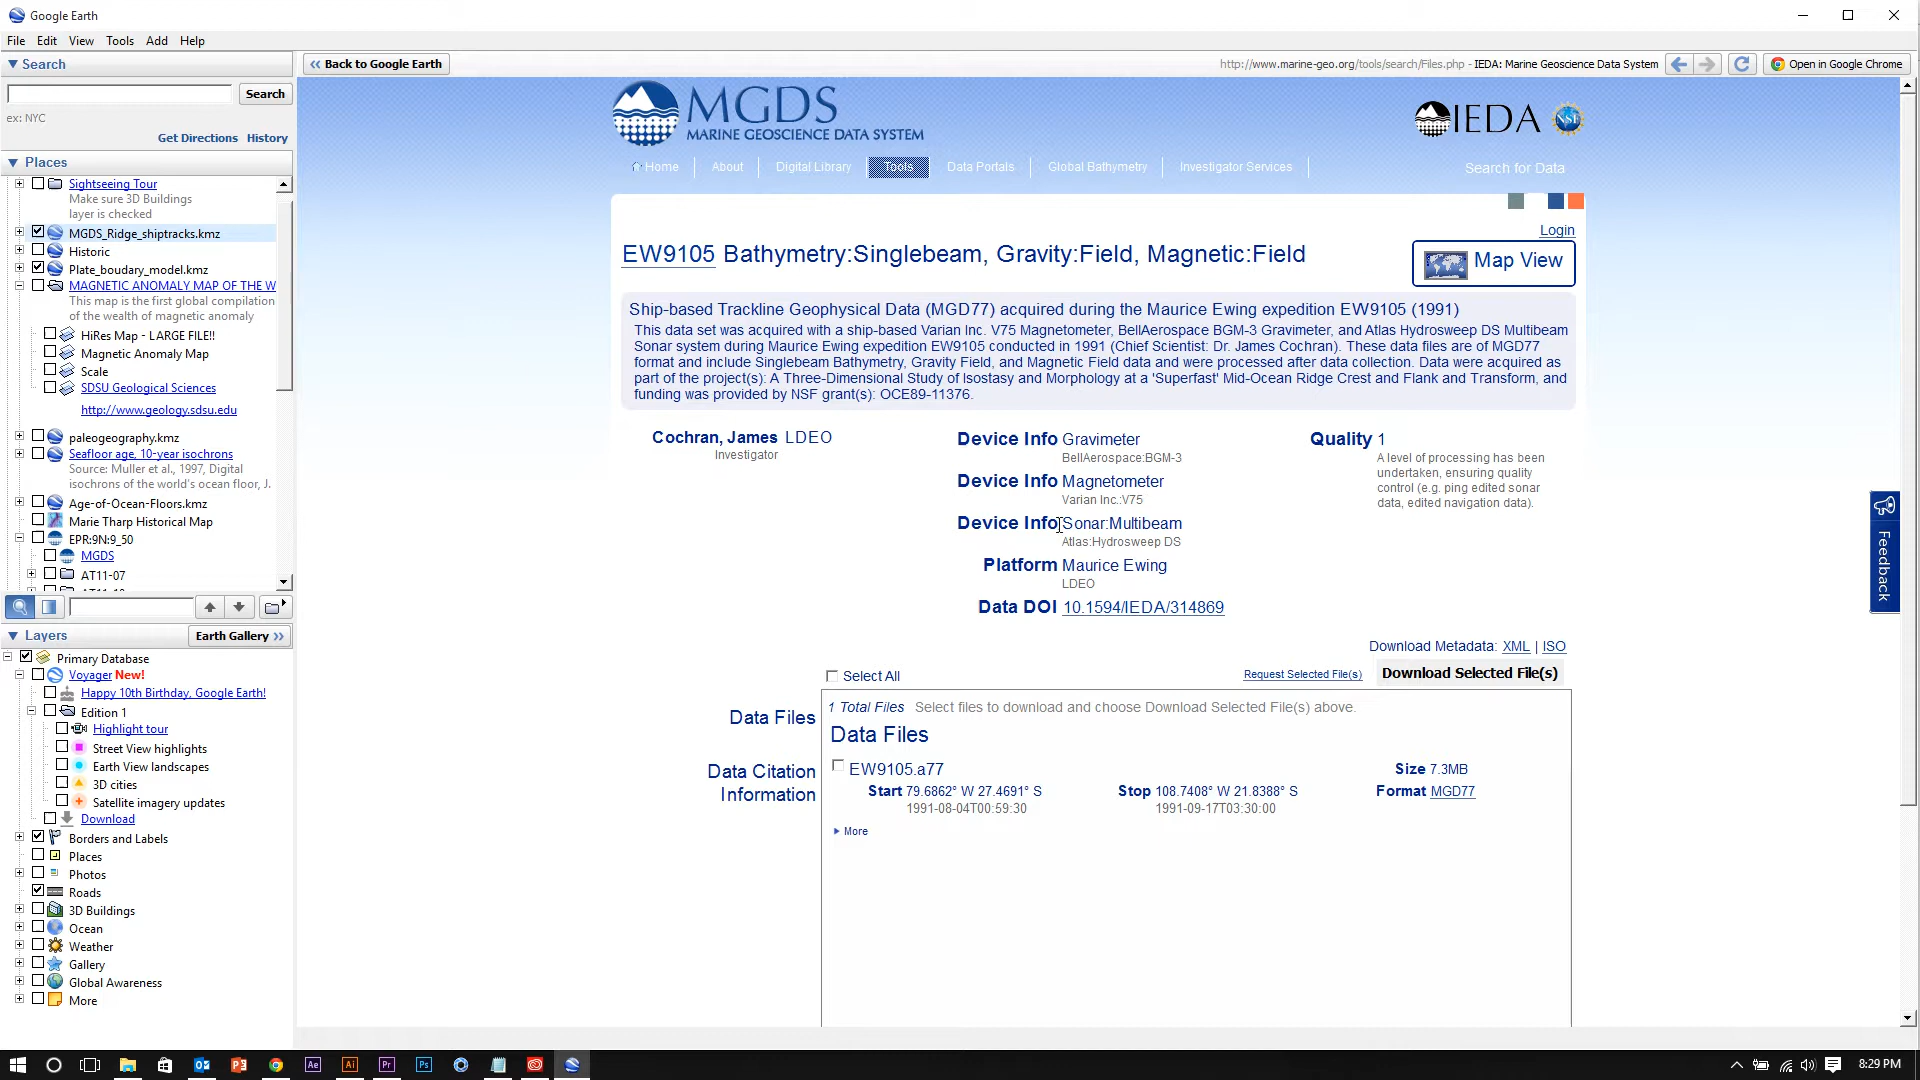 Google Earth
File Edit View Tools Add Help
Search
Search
ex: NYC
Get Directions History
Places
Sightseeing Tour
Make sure 3D Buildings
layer is checked
MGDS_Ridge_shiptracks.kmz
Historic
Plate_boudary_model.kmz
MAGNETIC ANOMALY MAP OF THE W
This map is the first global compilation
of the wealth of magnetic anomaly
HiRes Map - LARGE FILE!!
Magnetic Anomaly Map
Scale
SDSU Geological Sciences
http://www.geology.sdsu.edu
paleogeography.kmz
Seafloor age, 10-year isochrons
Source: Muller et al., 1997, Digital
isochrons of the world's ocean floor, J.
Age-of-Ocean-Floors.kmz
Marie Tharp Historical Map
EPR:9N:9_50
MGDS
AT11-07
Layers
Earth Gallery >>
Primary Database
Voyager New!
Happy 10th Birthday, Google Earth!
Edition 1
Highlight tour
Street View highlights
Earth View landscapes
3D cities
Satellite imagery updates
Download
Borders and Labels
Places
Photos
Roads
3D Buildings
Ocean
Weather
Gallery
Global Awareness
More
<< Back to Google Earth
http://www.marine-geo.org/tools/search/Files.php - IEDA: Marine Geoscience Data System
Open in Google Chrome
MGDS
MARINE GEOSCIENCE DATA SYSTEM
IEDA NSF
Home About Digital Library Tools Data Portals Global Bathymetry Investigator Services Search for Data
Login
EW9105 Bathymetry:Singlebeam, Gravity:Field, Magnetic:Field
Map View
Ship-based Trackline Geophysical Data (MGD77) acquired during the Maurice Ewing expedition EW9105 (1991)
This data set was acquired with a ship-based Varian Inc. V75 Magnetometer, BellAerospace BGM-3 Gravimeter, and Atlas Hydrosweep DS Multibeam
Sonar system during Maurice Ewing expedition EW9105 conducted in 1991 (Chief Scientist: Dr. James Cochran). These data files are of MGD77
format and include Singlebeam Bathymetry, Gravity Field, and Magnetic Field data and were processed after data collection. Data were acquired as
part of the project(s): A Three-Dimensional Study of Isostasy and Morphology at a 'Superfast' Mid-Ocean Ridge Crest and Flank and Transform, and
funding was provided by NSF grant(s): OCE89-11376.
Cochran, James LDEO
Investigator
Device Info Gravimeter
BellAerospace:BGM-3
Device Info Magnetometer
Varian Inc.:V75
Device Info Sonar:Multibeam
Atlas:Hydrosweep DS
Platform Maurice Ewing
LDEO
Data DOI 10.1594/IEDA/314869
Quality 1
A level of processing has been
undertaken, ensuring quality
control (e.g. ping edited sonar
data, edited navigation data).
Feedback
Download Metadata: XML | ISO
Select All
Request Selected File(s)
Download Selected File(s)
Data Files
1 Total Files Select files to download and choose Download Selected File(s) above.
Data Files
Data Citation
Information
EW9105.a77
Size 7.3MB
Start 79.6862° W 27.4691° S
1991-08-04T00:59:30
Stop 108.7408° W 21.8388° S
1991-09-17T03:30:00
Format MGD77
More
Ae Ai Pr Ps
8:29 PM